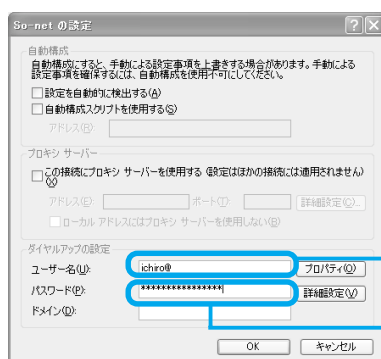 So-net の設定
自動構成
自動構成にすると、手動による設定事項を上書きする場合があります。手動による
設定事項を確保するには、自動構成を使用不可にしてください。
設定を自動的に検出する(A)
自動構成スクリプトを使用する(S)
アドレス(R)
プロキシ サーバー
この接続にプロキシ サーバーを使用する (設定はほかの接続には適用されません)
(X)
アドレス(E): ポート(T): 詳細設定(C)...
ローカル アドレスにはプロキシ サーバーを使用しない(B)
ダイヤルアップの設定
ユーザー名(U): ichiro@ プロパティ(O)
パスワード(P): **************** 詳細設定(V)
ドメイン(D):
OK キャンセル